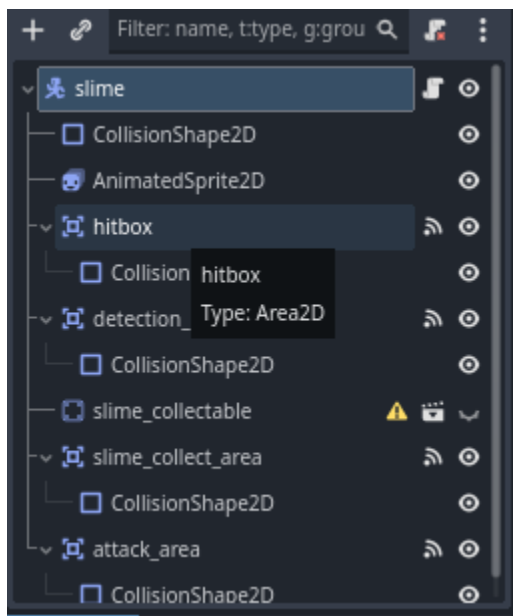 Filter: name, t:type, g:grou
slime
CollisionShape2D
AnimatedSprite2D
hitbox
Collision
hitbox
Type: Area2D
detection_
CollisionShape2D
slime_collectable
slime_collect_area
CollisionShape2D
attack_area
CollisionShape2D